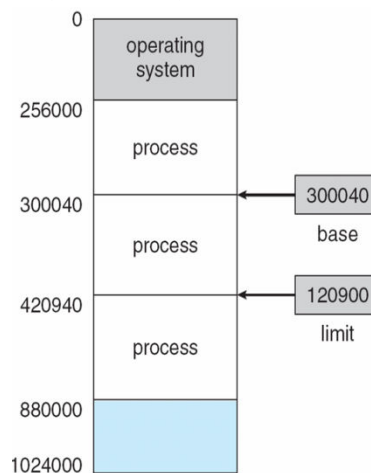 0
operating
system
256000
process
300040
300040
base
process
420940
120900
limit
process
880000
1024000